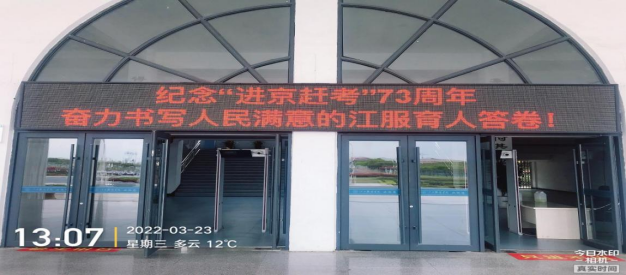 纪念“进京赶考”73周年
奋力书写人民满意的江服育人答卷!
13:07
2022-03-23
星期三 多云 12℃
今日水印
相机
真实时间